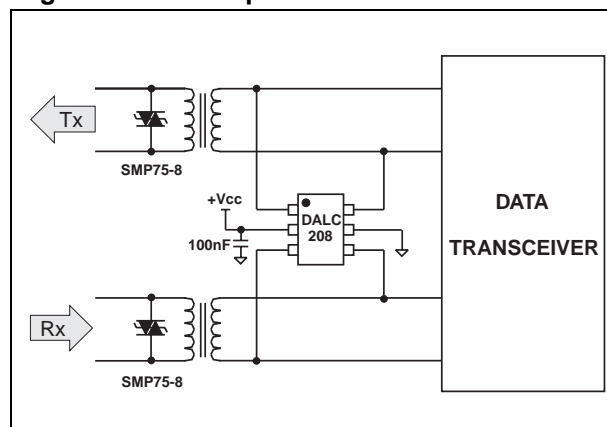 Tx
SMP75-8
+Vcc
100nF
DALC
208
DATA
TRANSCEIVER
Rx
SMP75-8